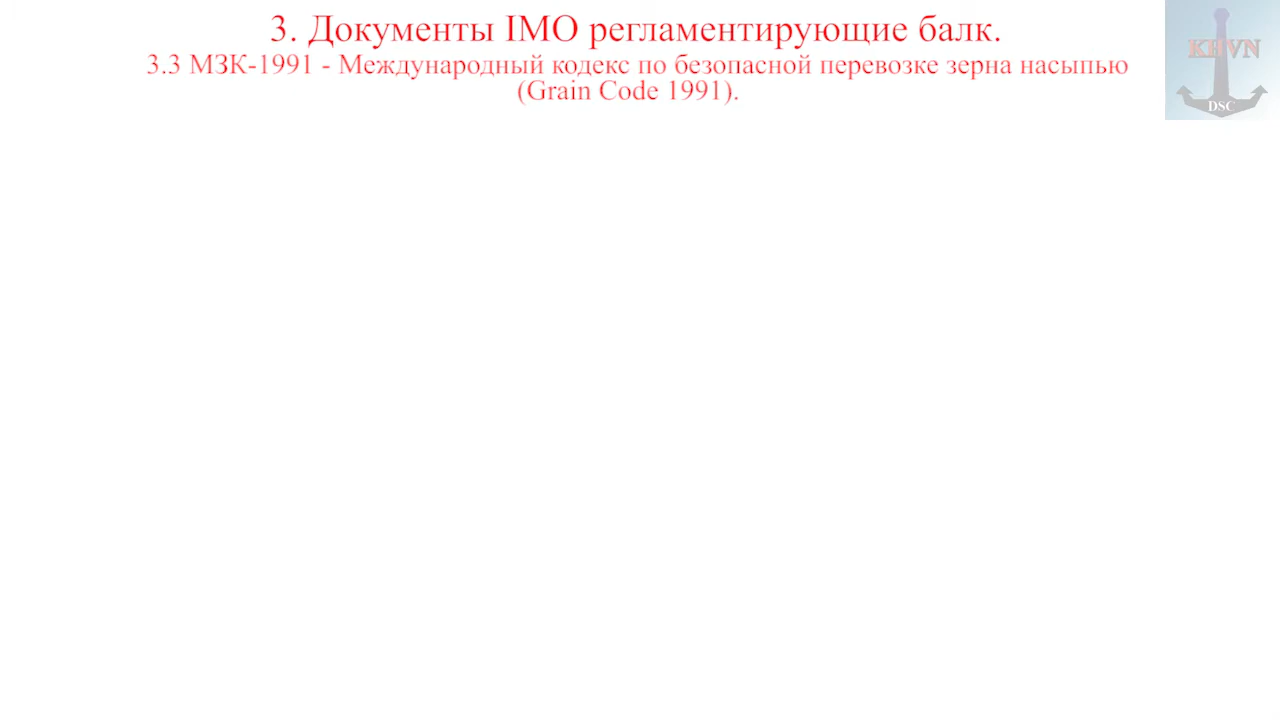 3. Документы IMO регламентирующие балк.
3.3 МЗК-1991 - Международный кодекс по безопасной перевозке зерна насыпью
(Grain Code 1991).
KHVN
DSC